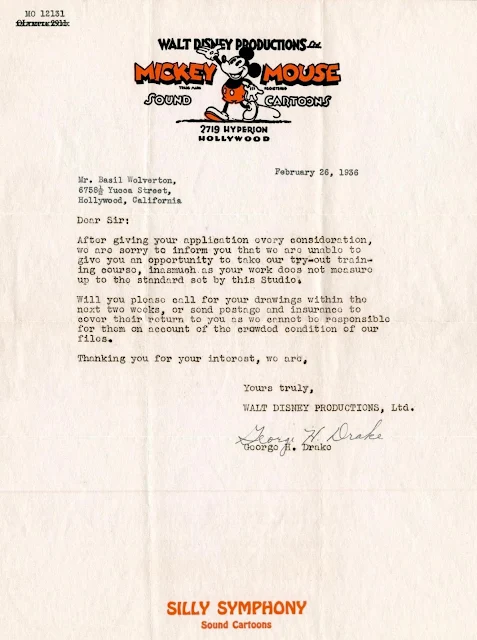 MO 12131
OLYMPIA 2911
WALT DISNEY PRODUCTIONS Ltd.
MICKEY MOUSE
TRADE MARK REGISTERED
SOUND CARTOONS
2719 HYPERION
HOLLYWOOD
February 26, 1936
Mr. Basil Wolverton,
6738½ Yucca Street,
Hollywood, California
Dear Sir:
After giving your application every consideration,
we are sorry to inform you that we are unable to
give you an opportunity to take our try-out train-
ing course, inasmuch as your work does not measure
up to the standard set by this Studio.
Will you please call for your drawings within the
next two weeks, or send postage and insurance to
cover their return to you as we cannot be responsible
for them on account of the crowded condition of our
files.
Thanking you for your interest, we are,
Yours truly,
WALT DISNEY PRODUCTIONS, Ltd.
George H. Drake
George H. Drake
SILLY SYMPHONY
Sound Cartoons